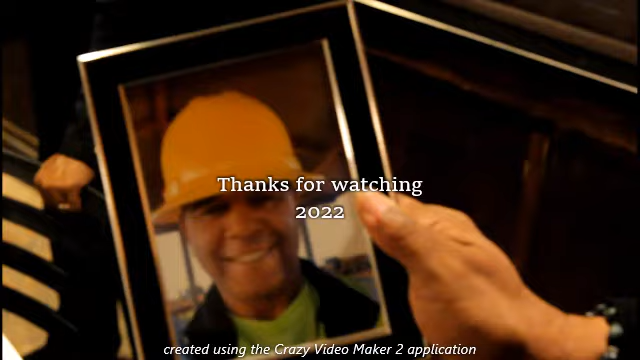 Thanks for watching
2022
created using the Crazy Video Maker 2 application